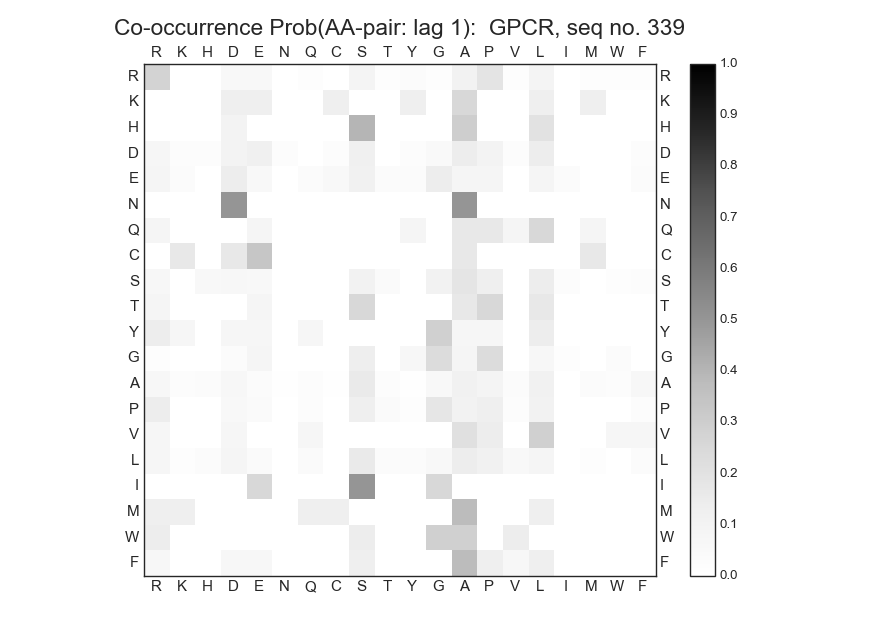 Co-occurrence Prob(AA-pair: lag 1):  GPCR, seq no. 339
R K H D E N Q C S T Y G A P V L I M W F
1.0
R R
K K
0.9
H H
0.8
D D
E E
0.7
N N
Q Q
0.6
C C
S S
0.5
T T
Y Y
0.4
G G
A A
0.3
P P
V V
0.2
L L
I I
0.1
M M
W W
F F
0.0
R K H D E N Q C S T Y G A P V L I M W F